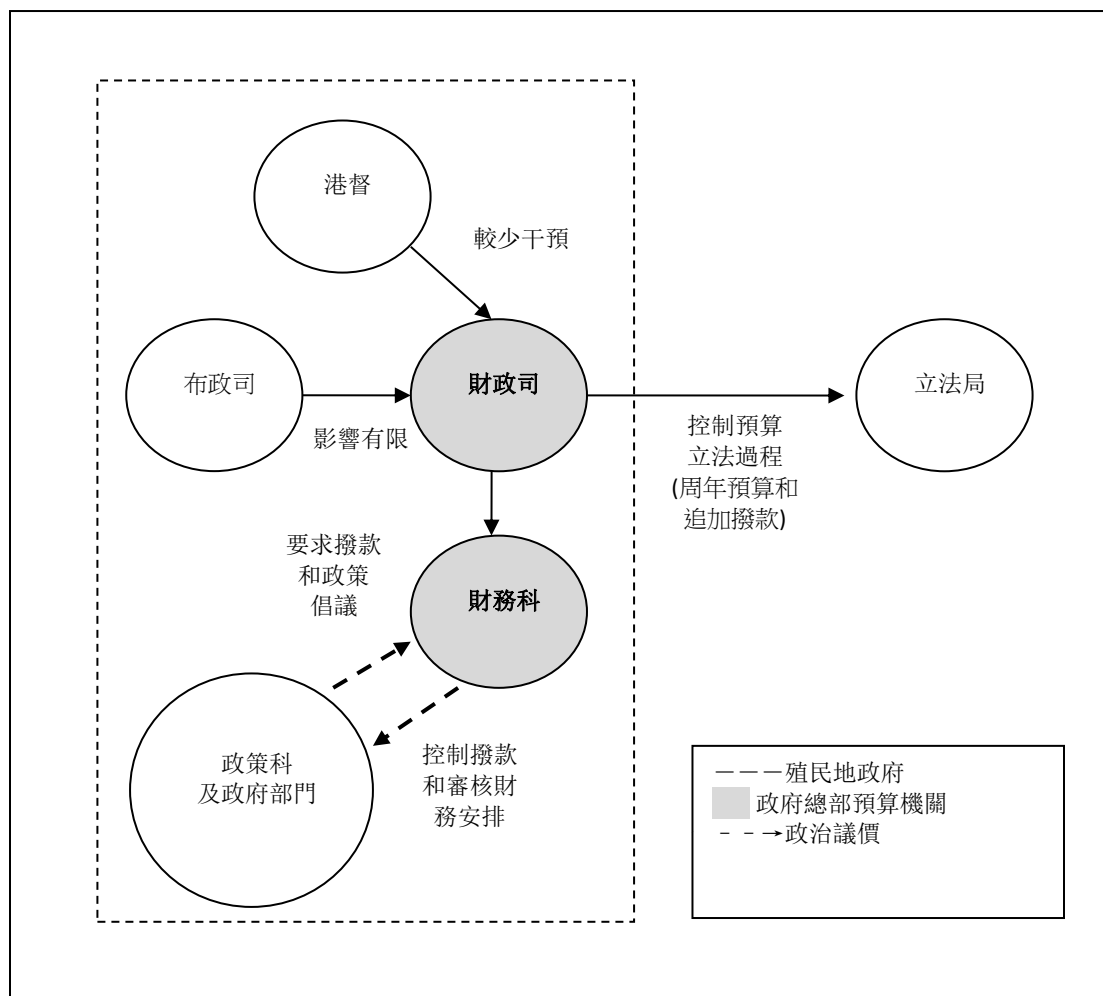 港督
較少干預
布政司
影響有限
財政司
控制預算
立法過程
(周年預算和
追加撥款)
立法局
要求撥款
和政策
倡議
財務科
政策科
及政府部門
控制撥款
和審核財
務安排
———殖民地政府
政府總部預算機關
- -→政治議價